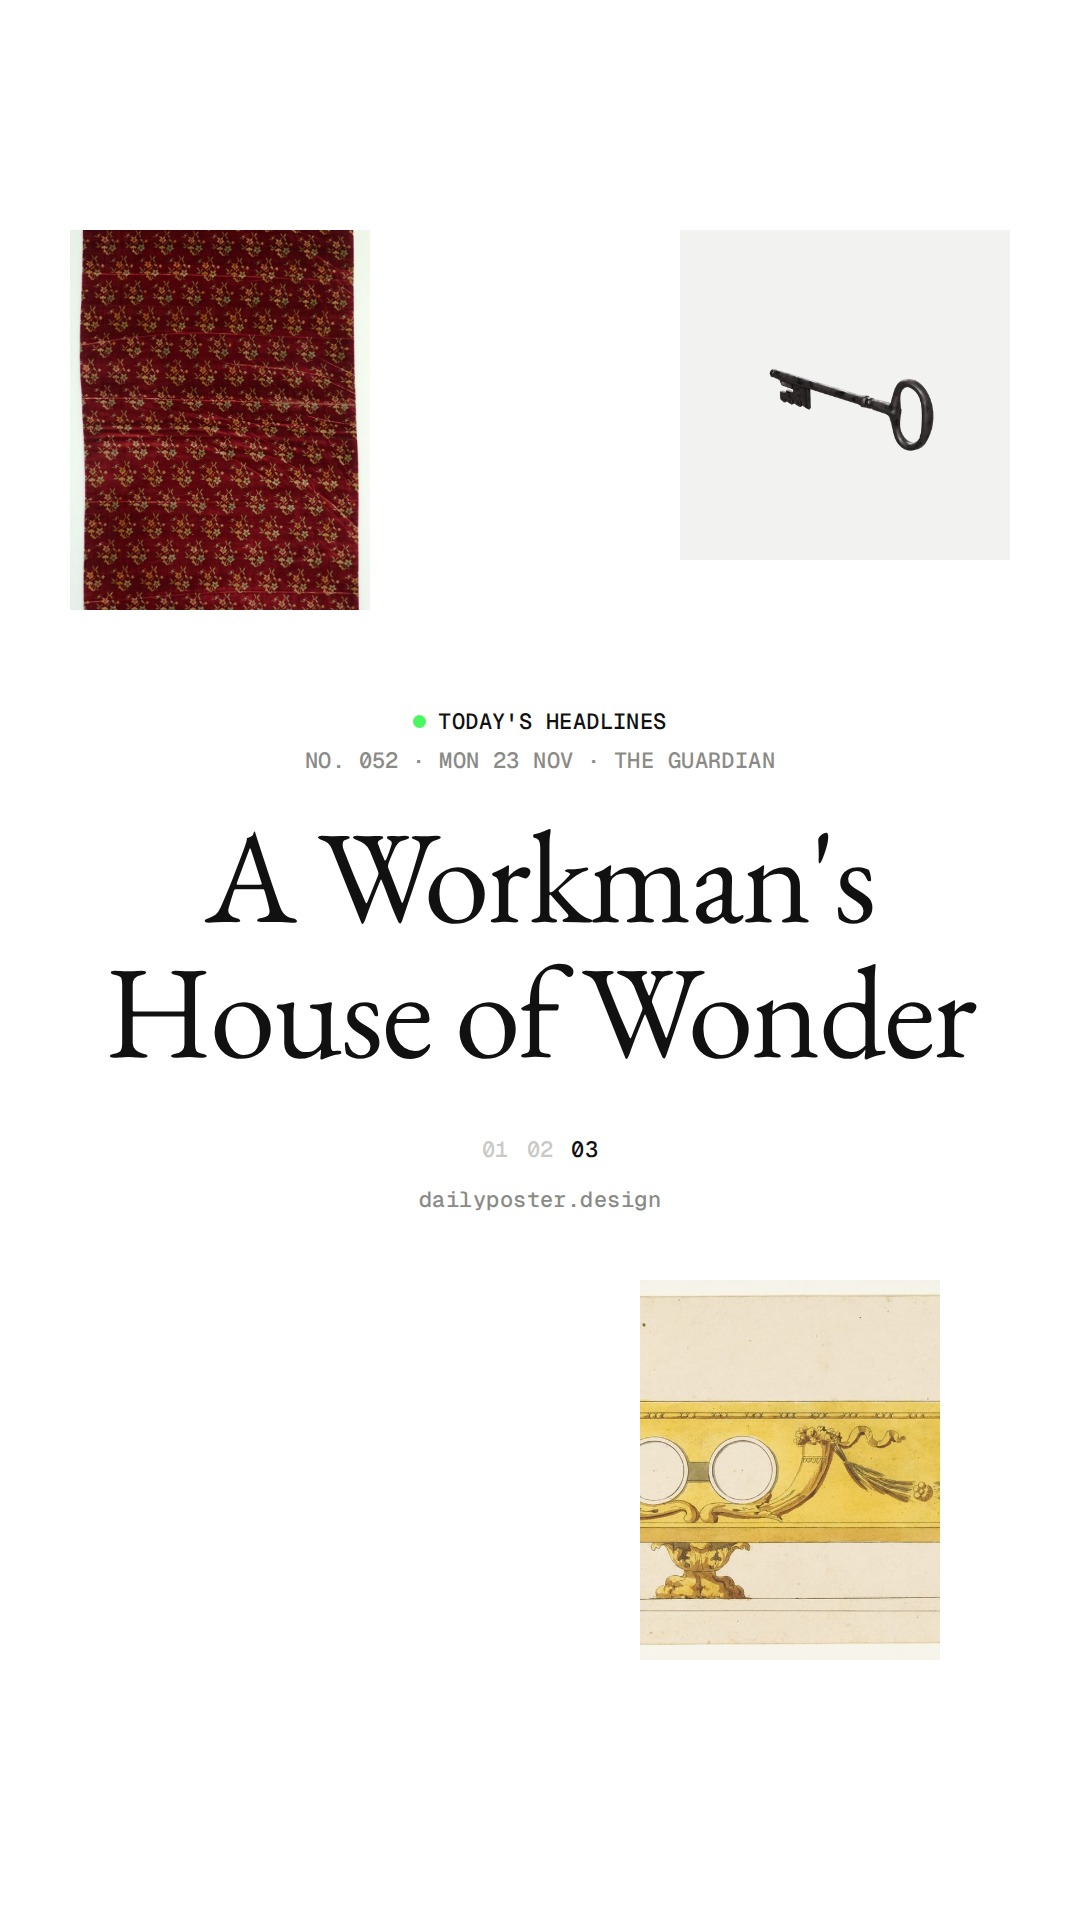 TODAY'S HEADLINES
NO. 052 · MON 23 NOV · THE GUARDIAN
A Workman's
House of Wonder
01 02 03
dailyposter.design